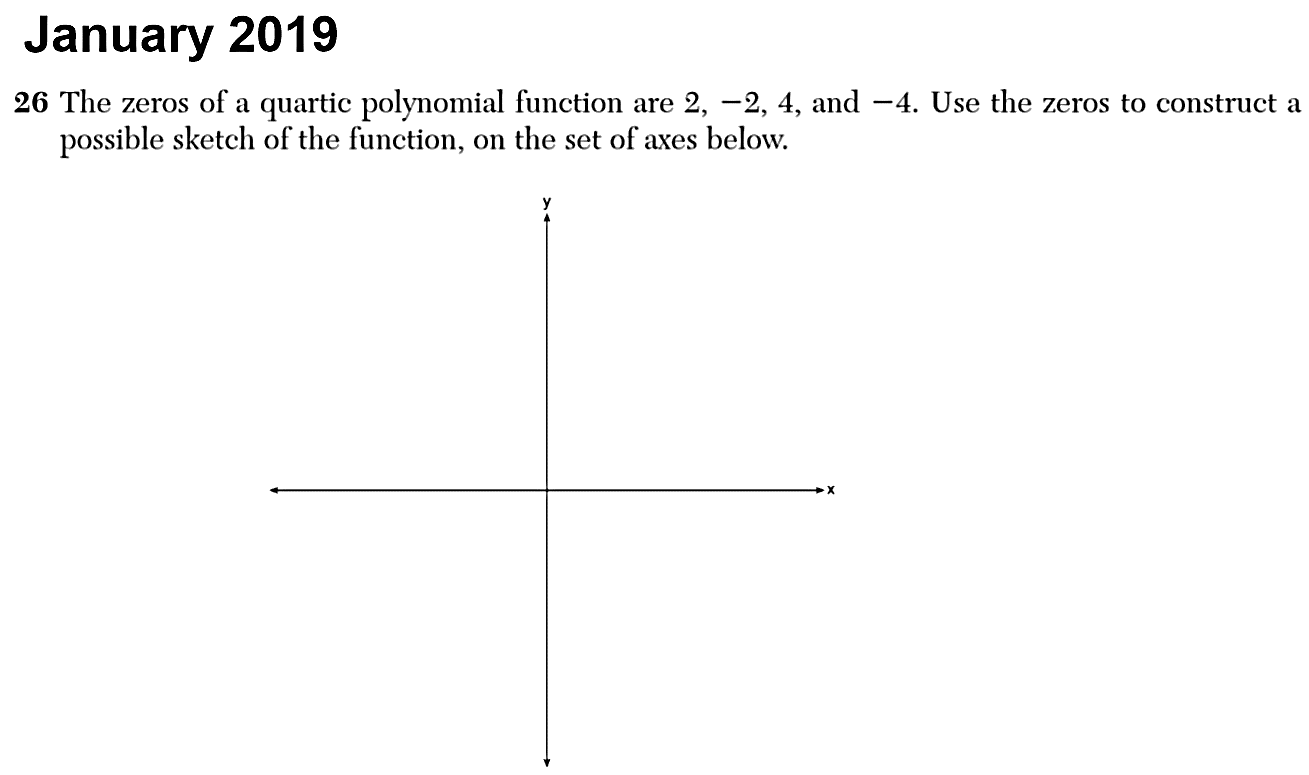 January 2019
26 The zeros of a quartic polynomial function are 2, −2, 4, and −4. Use the zeros to construct a
possible sketch of the function, on the set of axes below.
y
x